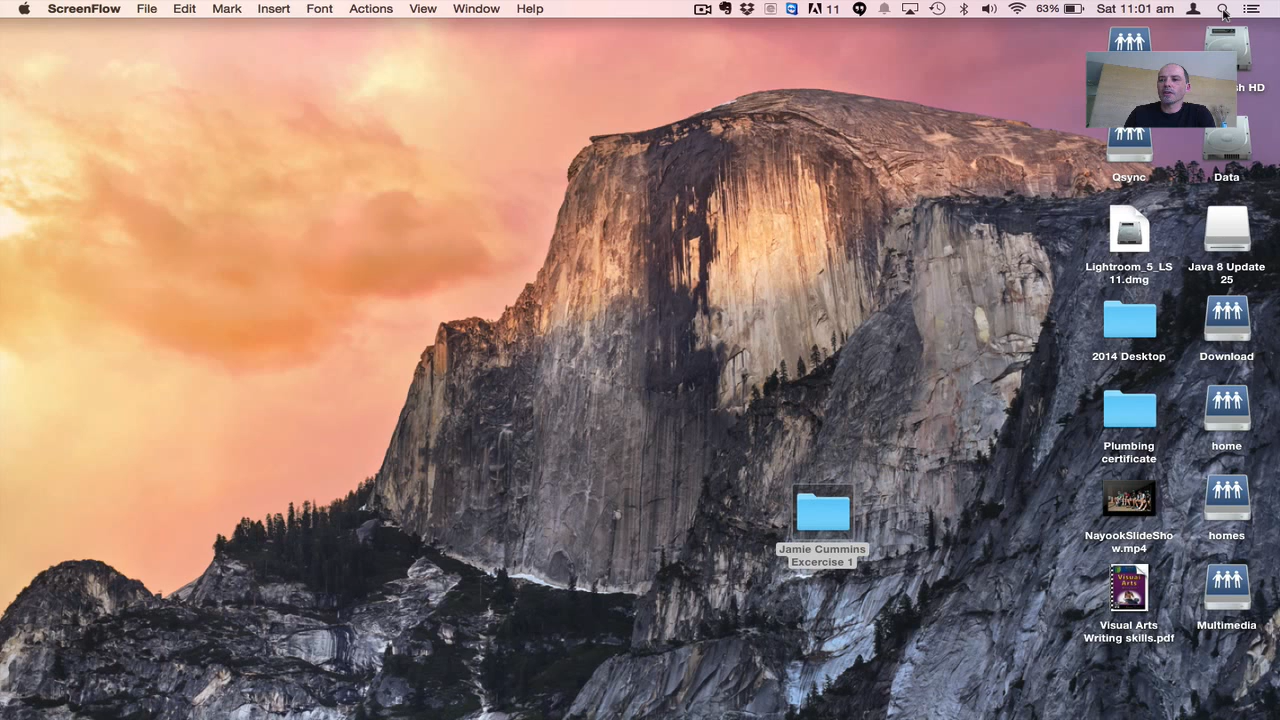 ScreenFlow File Edit Mark Insert Font Actions View Window Help 11 63% Sat 11:01 am
sh HD
Qsync
Data
Lightroom_5_LS
11.dmg
Java 8 Update
25
2014 Desktop
Download
Plumbing
certificate
home
NayookSlideSho
w.mp4
homes
Jamie Cummins
Excercise 1
Visual Arts
Visual Arts
Writing skills.pdf
Multimedia